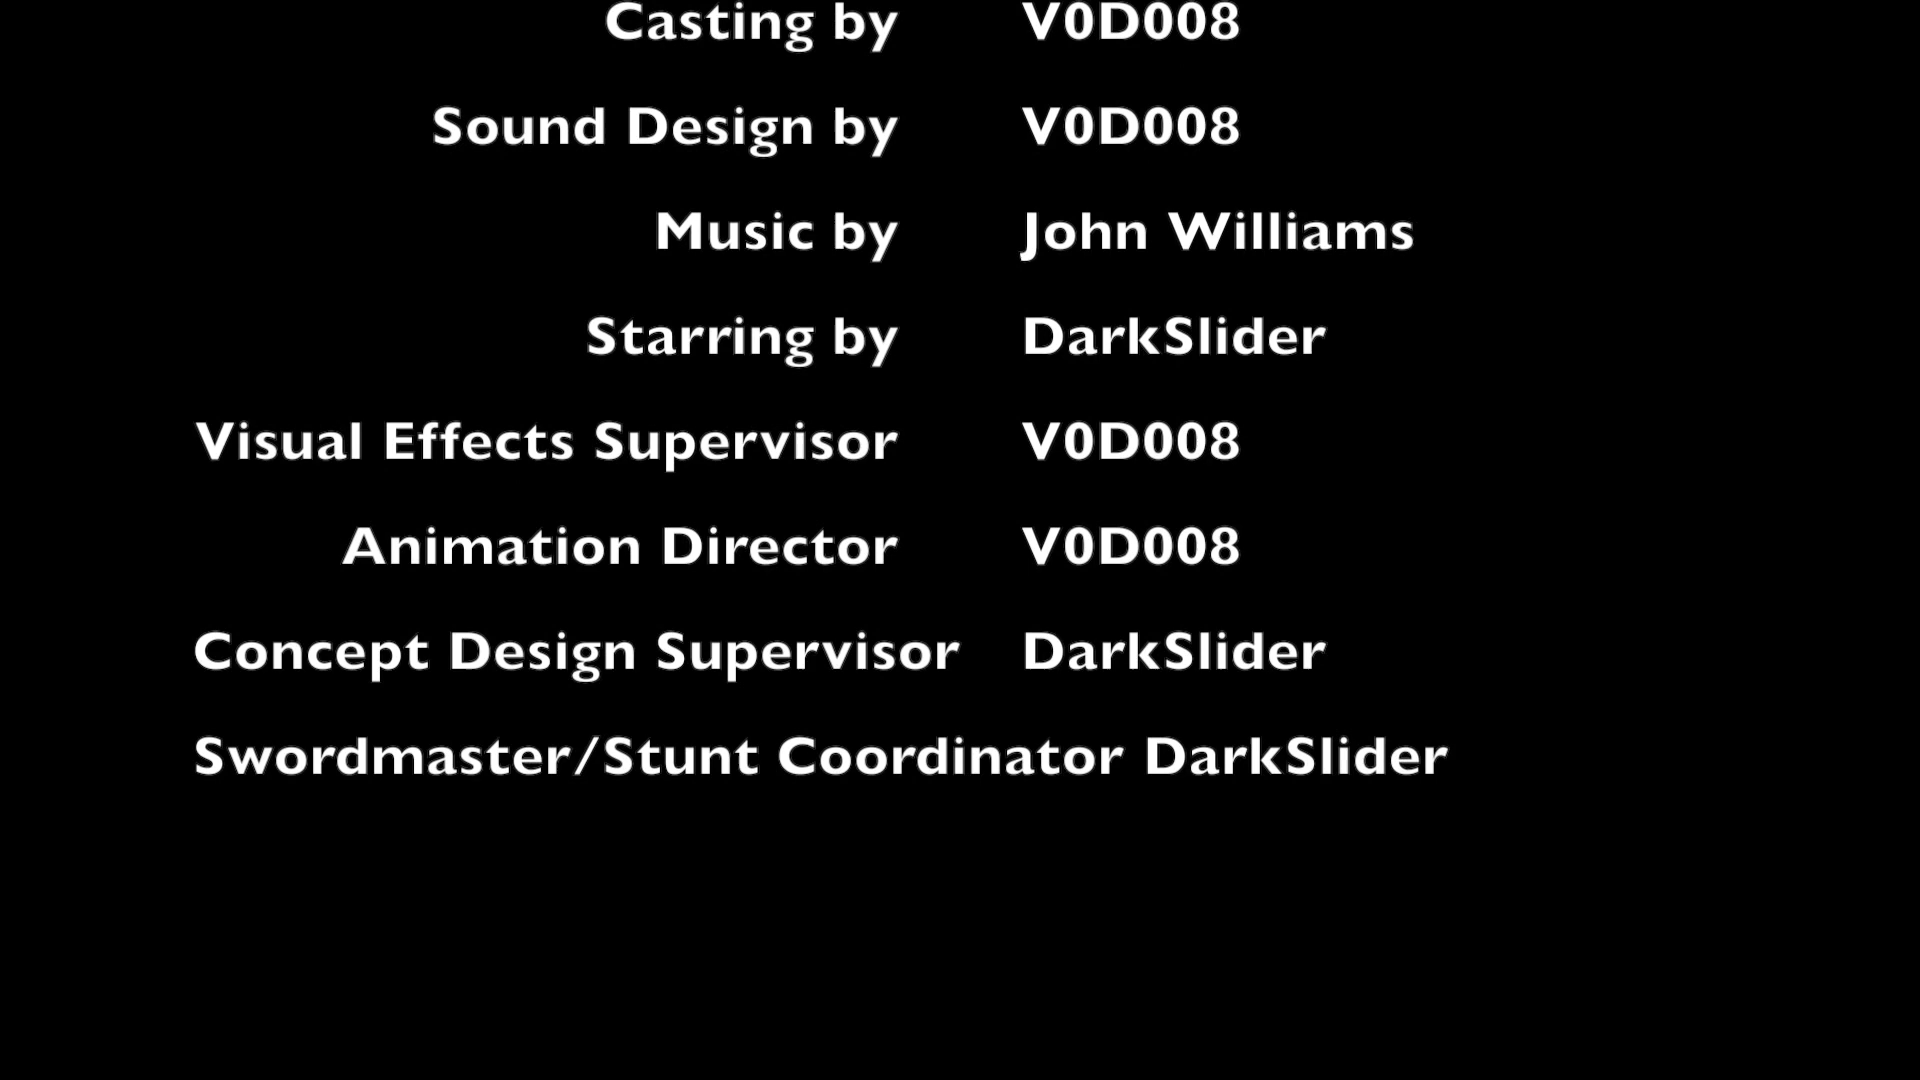 Casting by V0D008
Sound Design by V0D008
Music by John Williams
Starring by DarkSlider
Visual Effects Supervisor V0D008
Animation Director V0D008
Concept Design Supervisor DarkSlider
Swordmaster/Stunt Coordinator DarkSlider